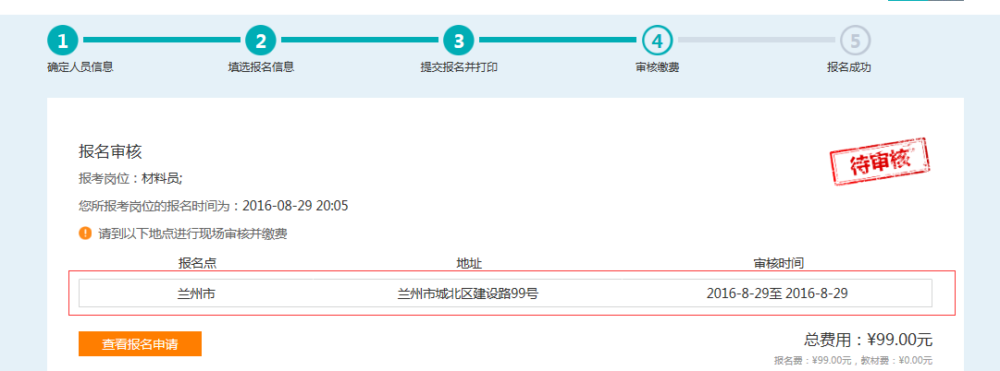 1 2 3 4 5
确定人员信息 填选报名信息 提交报名并打印 审核缴费 报名成功
报名审核
待审核
报考岗位：材料员;
您所报考岗位的报名时间为：2016-08-29 20:05
! 请到以下地点进行现场审核并缴费
报名点 地址 审核时间
兰州市 兰州市城北区建设路99号 2016-8-29至 2016-8-29
查看报名申请 总费用：¥99.00元
报名费：¥99.00元，教材费：¥0.00元